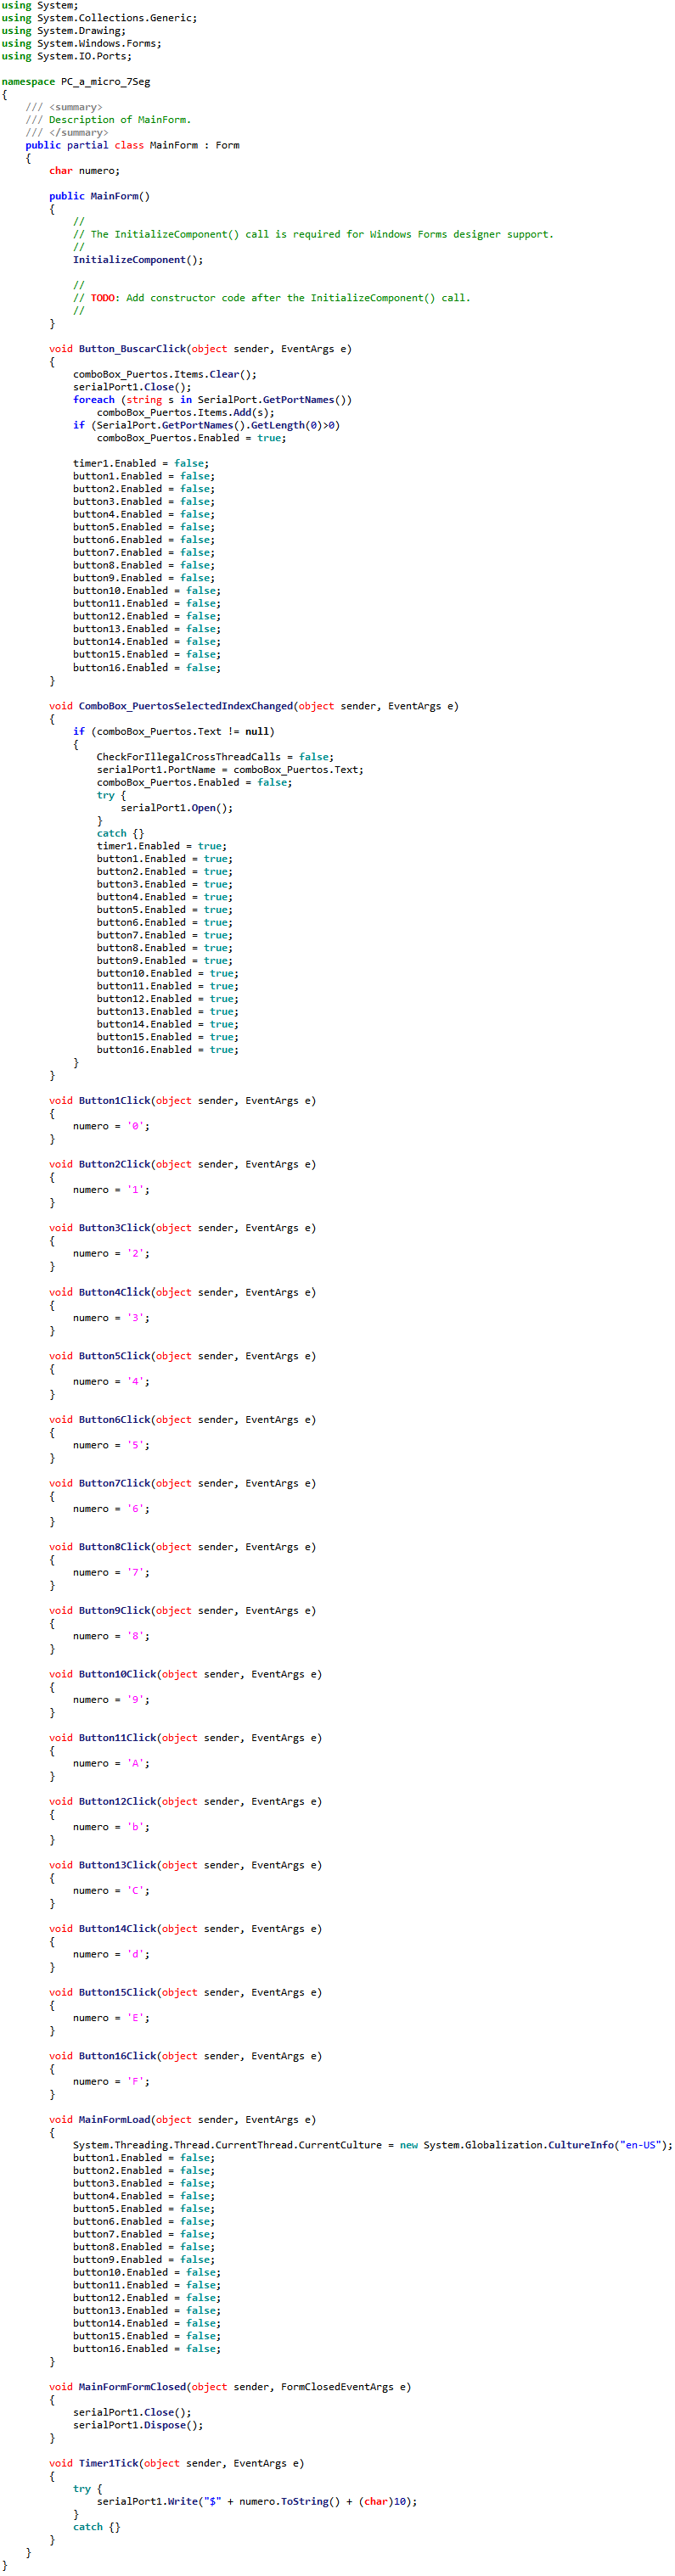 using System;
using System.Collections.Generic;
using System.Drawing;
using System.Windows.Forms;
using System.IO.Ports;

namespace PC_a_micro_7Seg
{
    /// <summary>
    /// Description of MainForm.
    /// </summary>
    public partial class MainForm : Form
    {
        char numero;

        public MainForm()
        {
            //
            // The InitializeComponent() call is required for Windows Forms designer support.
            //
            InitializeComponent();

            //
            // TODO: Add constructor code after the InitializeComponent() call.
            //
        }

        void Button_BuscarClick(object sender, EventArgs e)
        {
            comboBox_Puertos.Items.Clear();
            serialPort1.Close();
            foreach (string s in SerialPort.GetPortNames())
                comboBox_Puertos.Items.Add(s);
            if (SerialPort.GetPortNames().GetLength(0)>0)
                comboBox_Puertos.Enabled = true;

            timer1.Enabled = false;
            button1.Enabled = false;
            button2.Enabled = false;
            button3.Enabled = false;
            button4.Enabled = false;
            button5.Enabled = false;
            button6.Enabled = false;
            button7.Enabled = false;
            button8.Enabled = false;
            button9.Enabled = false;
            button10.Enabled = false;
            button11.Enabled = false;
            button12.Enabled = false;
            button13.Enabled = false;
            button14.Enabled = false;
            button15.Enabled = false;
            button16.Enabled = false;
        }

        void ComboBox_PuertosSelectedIndexChanged(object sender, EventArgs e)
        {
            if (comboBox_Puertos.Text != null)
            {
                CheckForIllegalCrossThreadCalls = false;
                serialPort1.PortName = comboBox_Puertos.Text;
                comboBox_Puertos.Enabled = false;
                try {
                    serialPort1.Open();
                }
                catch {}
                timer1.Enabled = true;
                button1.Enabled = true;
                button2.Enabled = true;
                button3.Enabled = true;
                button4.Enabled = true;
                button5.Enabled = true;
                button6.Enabled = true;
                button7.Enabled = true;
                button8.Enabled = true;
                button9.Enabled = true;
                button10.Enabled = true;
                button11.Enabled = true;
                button12.Enabled = true;
                button13.Enabled = true;
                button14.Enabled = true;
                button15.Enabled = true;
                button16.Enabled = true;
            }
        }

        void Button1Click(object sender, EventArgs e)
        {
            numero = '0';
        }

        void Button2Click(object sender, EventArgs e)
        {
            numero = '1';
        }

        void Button3Click(object sender, EventArgs e)
        {
            numero = '2';
        }

        void Button4Click(object sender, EventArgs e)
        {
            numero = '3';
        }

        void Button5Click(object sender, EventArgs e)
        {
            numero = '4';
        }

        void Button6Click(object sender, EventArgs e)
        {
            numero = '5';
        }

        void Button7Click(object sender, EventArgs e)
        {
            numero = '6';
        }

        void Button8Click(object sender, EventArgs e)
        {
            numero = '7';
        }

        void Button9Click(object sender, EventArgs e)
        {
            numero = '8';
        }

        void Button10Click(object sender, EventArgs e)
        {
            numero = '9';
        }

        void Button11Click(object sender, EventArgs e)
        {
            numero = 'A';
        }

        void Button12Click(object sender, EventArgs e)
        {
            numero = 'b';
        }

        void Button13Click(object sender, EventArgs e)
        {
            numero = 'C';
        }

        void Button14Click(object sender, EventArgs e)
        {
            numero = 'd';
        }

        void Button15Click(object sender, EventArgs e)
        {
            numero = 'E';
        }

        void Button16Click(object sender, EventArgs e)
        {
            numero = 'F';
        }

        void MainFormLoad(object sender, EventArgs e)
        {
            System.Threading.Thread.CurrentThread.CurrentCulture = new System.Globalization.CultureInfo("en-US");
            button1.Enabled = false;
            button2.Enabled = false;
            button3.Enabled = false;
            button4.Enabled = false;
            button5.Enabled = false;
            button6.Enabled = false;
            button7.Enabled = false;
            button8.Enabled = false;
            button9.Enabled = false;
            button10.Enabled = false;
            button11.Enabled = false;
            button12.Enabled = false;
            button13.Enabled = false;
            button14.Enabled = false;
            button15.Enabled = false;
            button16.Enabled = false;
        }

        void MainFormFormClosed(object sender, FormClosedEventArgs e)
        {
            serialPort1.Close();
            serialPort1.Dispose();
        }

        void Timer1Tick(object sender, EventArgs e)
        {
            try {
                serialPort1.Write("$" + numero.ToString() + (char)10);
            }
            catch {}
        }
    }
}